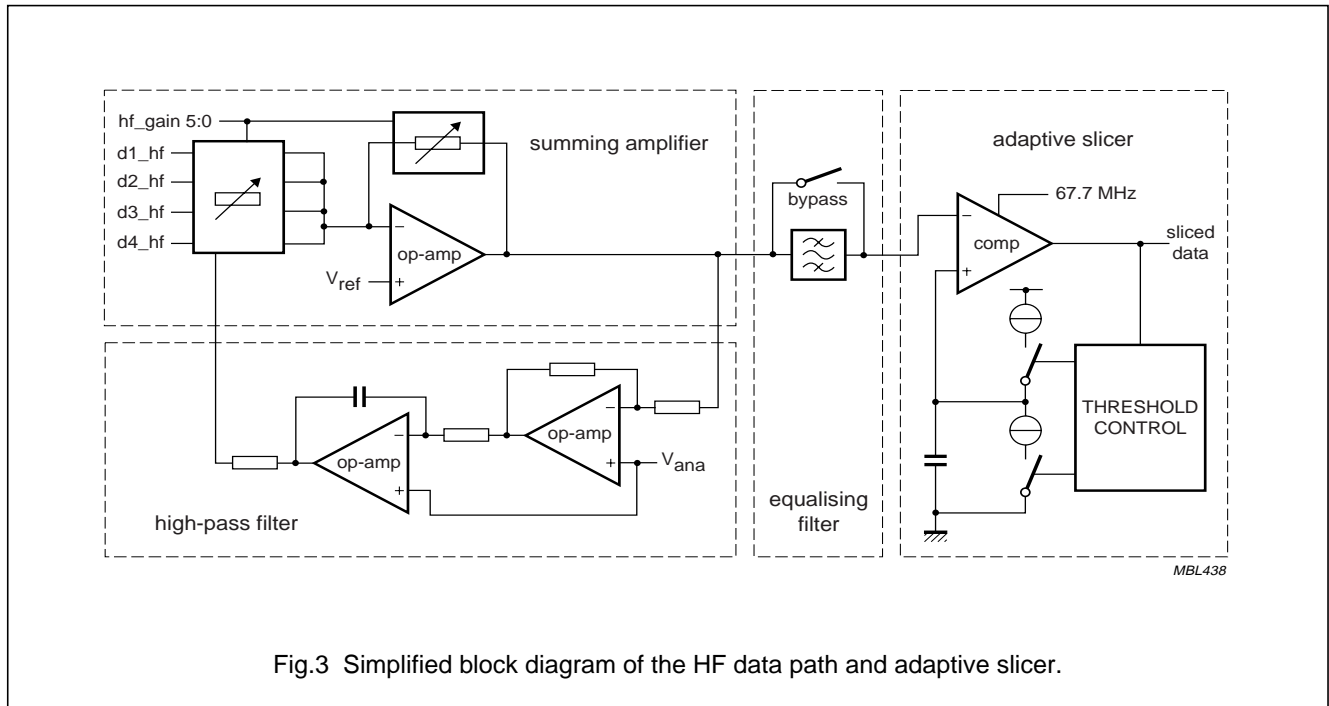 hf_gain 5:0
d1_hf
d2_hf
d3_hf
d4_hf
summing amplifier
−
op-amp
Vref
+
bypass
equalising
filter
adaptive slicer
67.7 MHz
−
comp
+
sliced
data
THRESHOLD
CONTROL
−
op-amp
+
−
op-amp
+
Vana
high-pass filter
MBL438
Fig.3 Simplified block diagram of the HF data path and adaptive slicer.